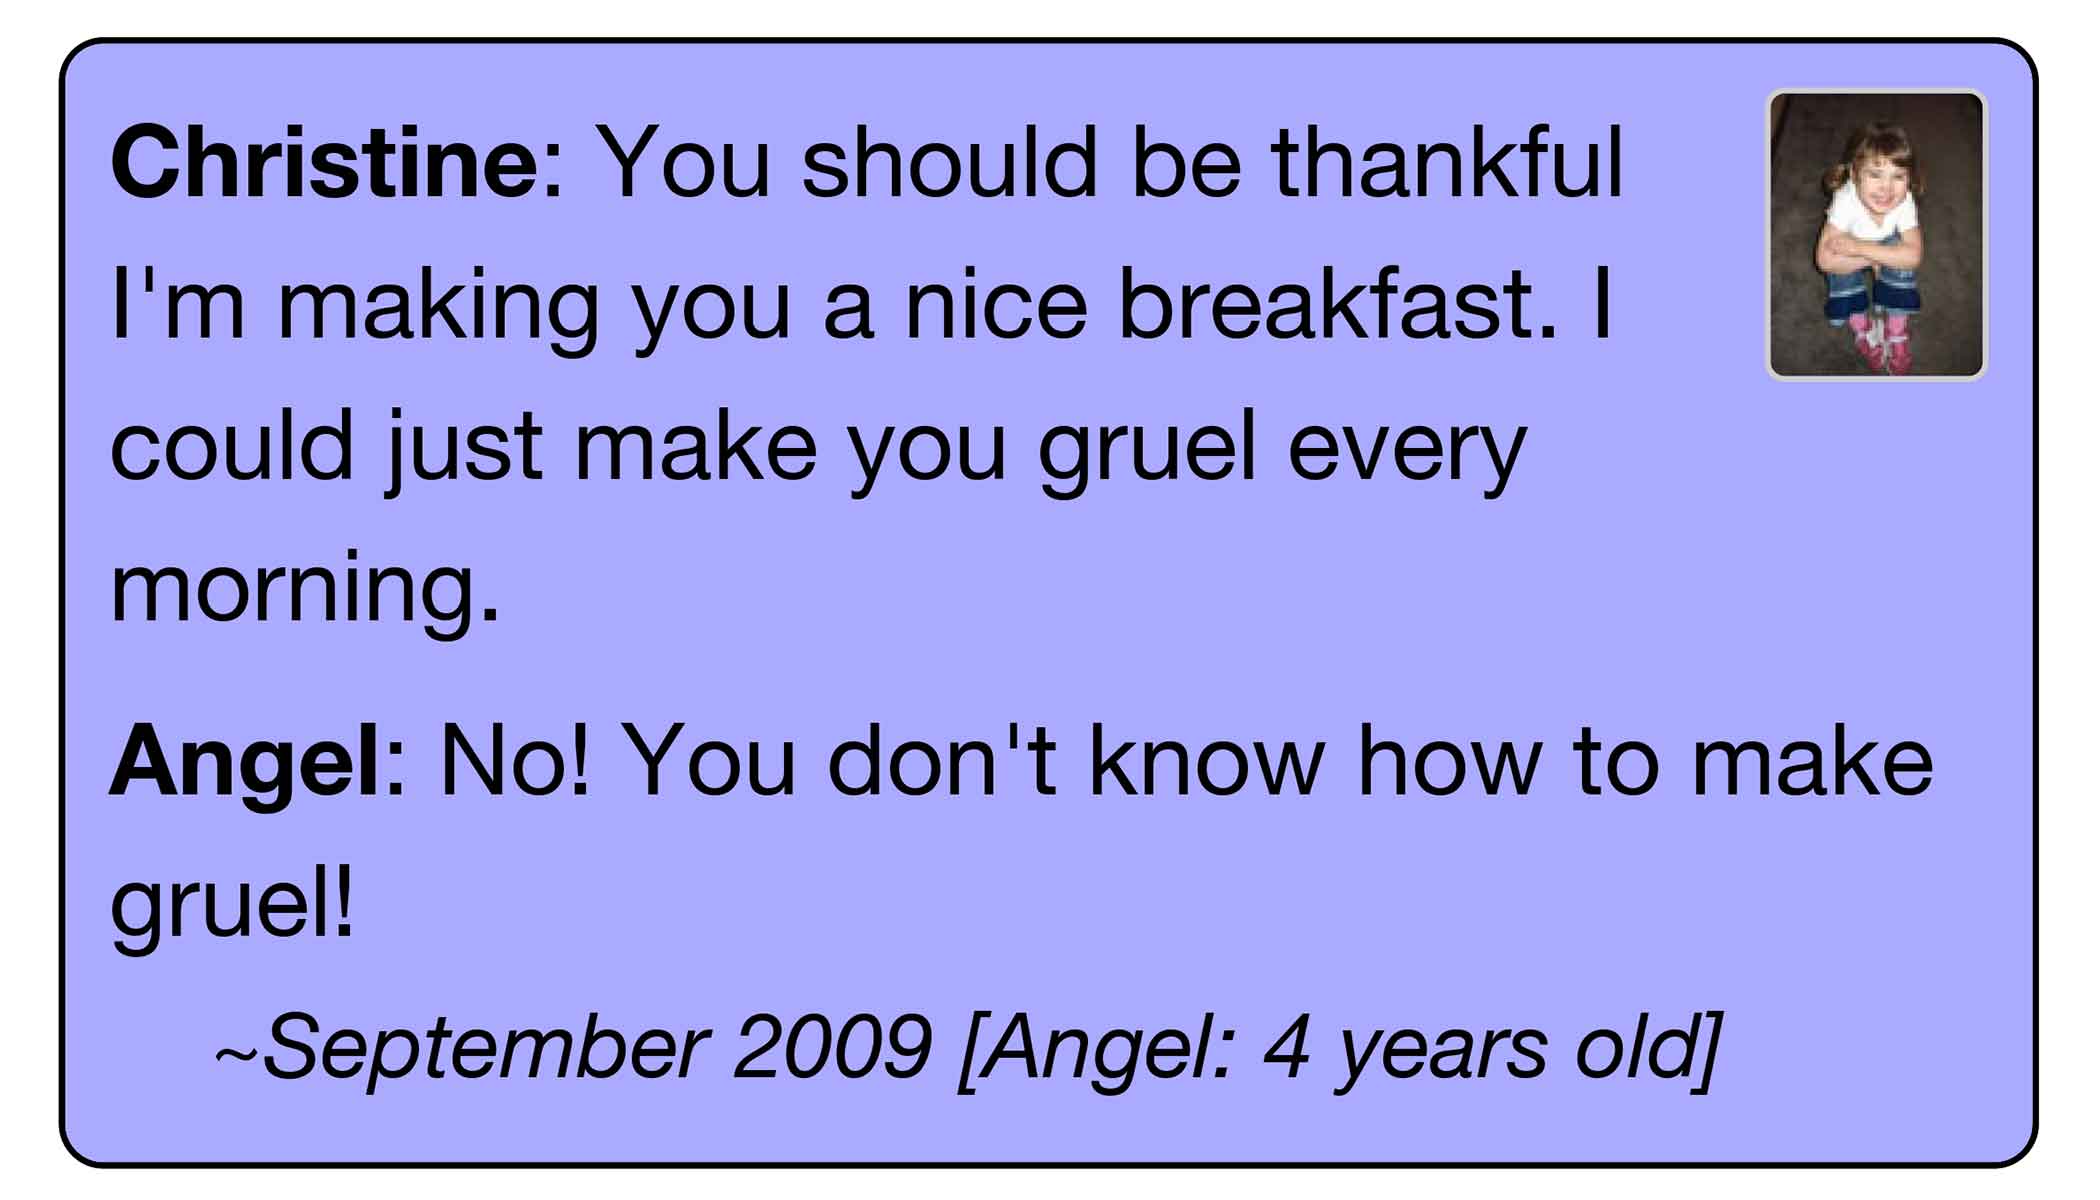 Christine: You should be thankful
I'm making you a nice breakfast. I
could just make you gruel every
morning.
Angel: No! You don't know how to make
gruel!
~September 2009 [Angel: 4 years old]